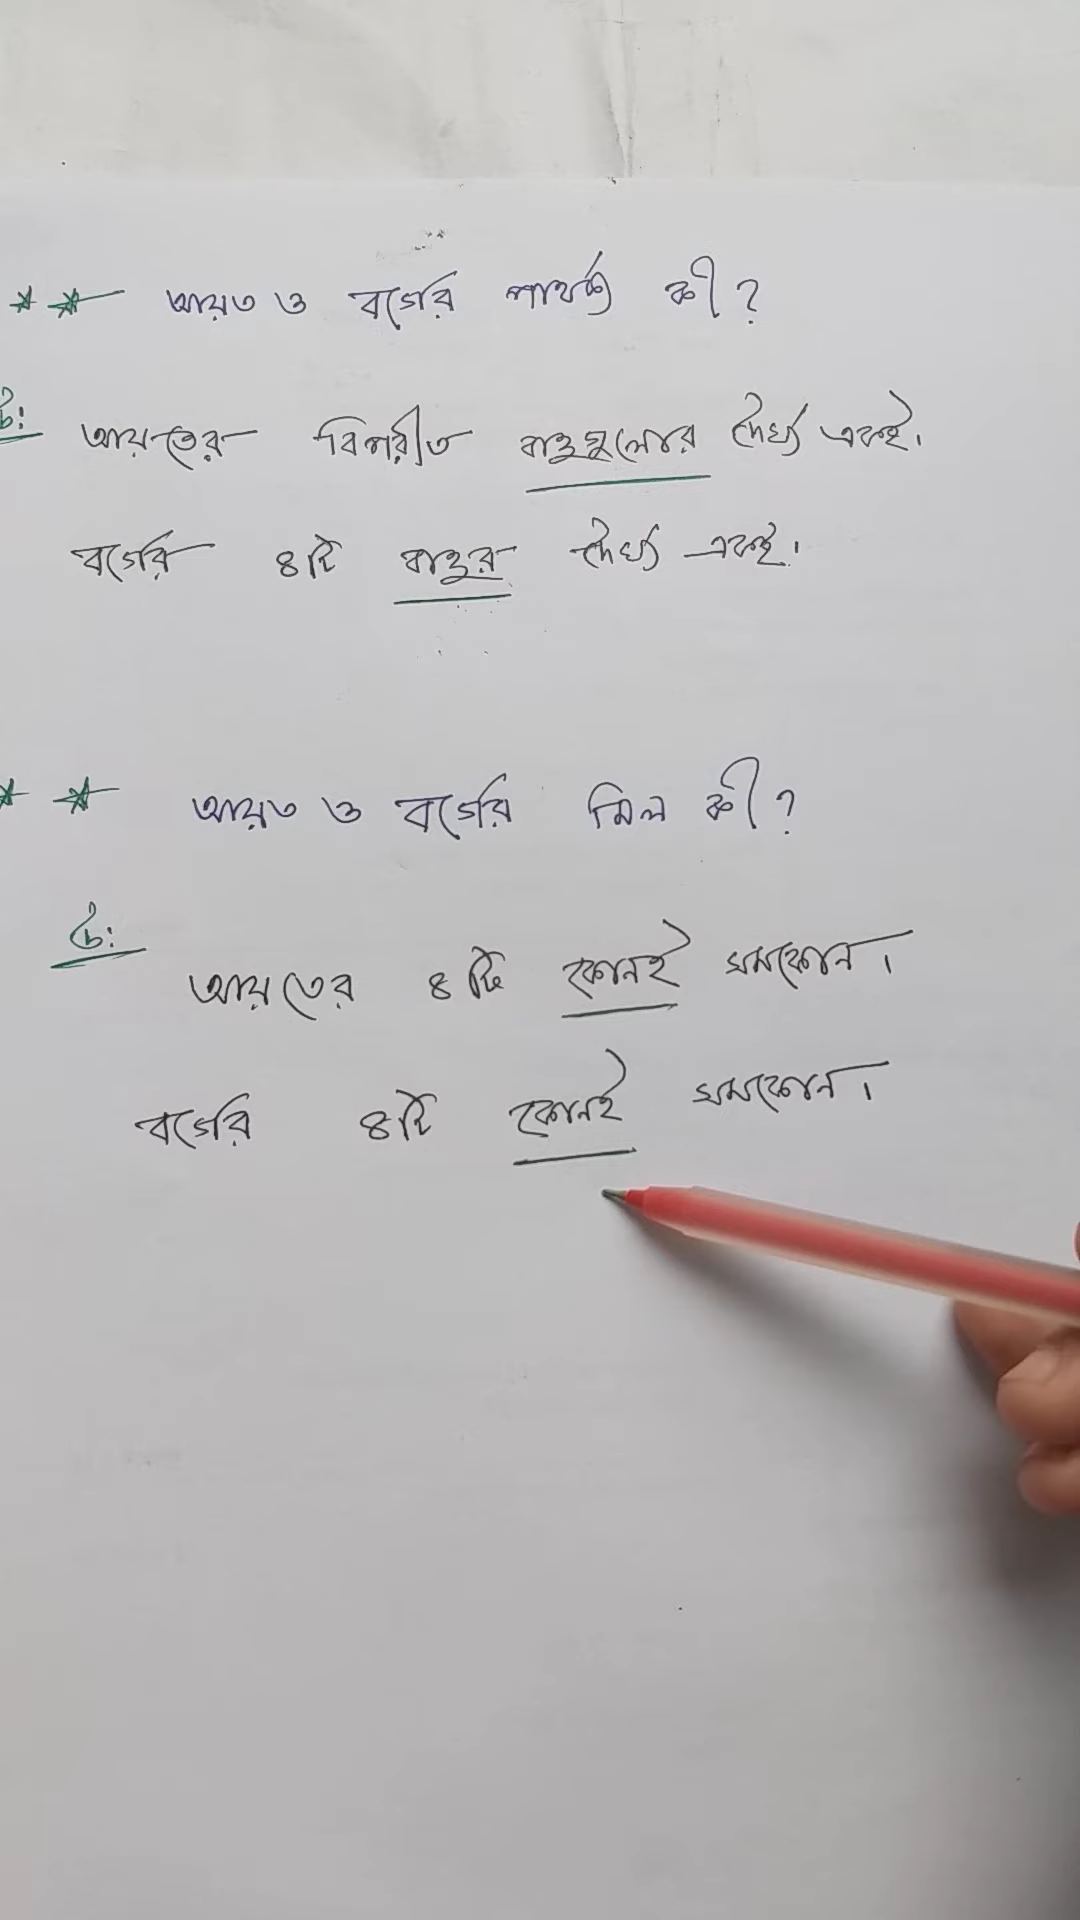 ** আয়ত ও বর্গের পার্থক্য কী?
উ: আয়তের বিপরীত বাহুগুলোর দৈর্ঘ্য একই।
বর্গের ৪টি বাহুর দৈর্ঘ্য একই।
** আয়ত ও বর্গের মিল কী?
উ:
আয়তের ৪টি কোনই সমকোন।
বর্গের ৪টি কোনই সমকোন।